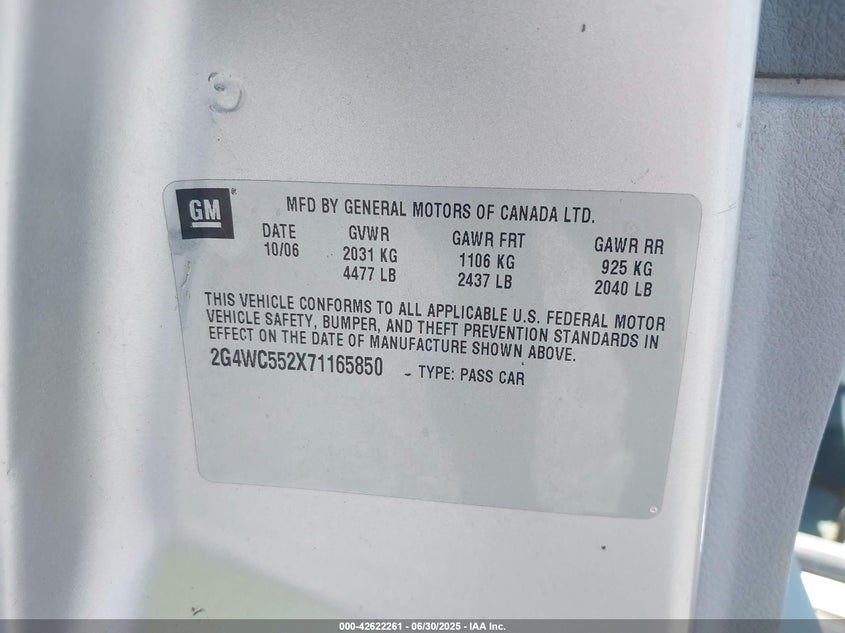 GM
MFD BY GENERAL MOTORS OF CANADA LTD.
DATE GVWR GAWR FRT GAWR RR
10/06 2031 KG 1106 KG 925 KG
4477 LB 2437 LB 2040 LB
THIS VEHICLE CONFORMS TO ALL APPLICABLE U.S. FEDERAL MOTOR
VEHICLE SAFETY, BUMPER, AND THEFT PREVENTION STANDARDS IN
EFFECT ON THE DATE OF MANUFACTURE SHOWN ABOVE.
2G4WC552X71165850 - TYPE: PASS CAR
000-42622261 - 06/30/2025 - IAA Inc.